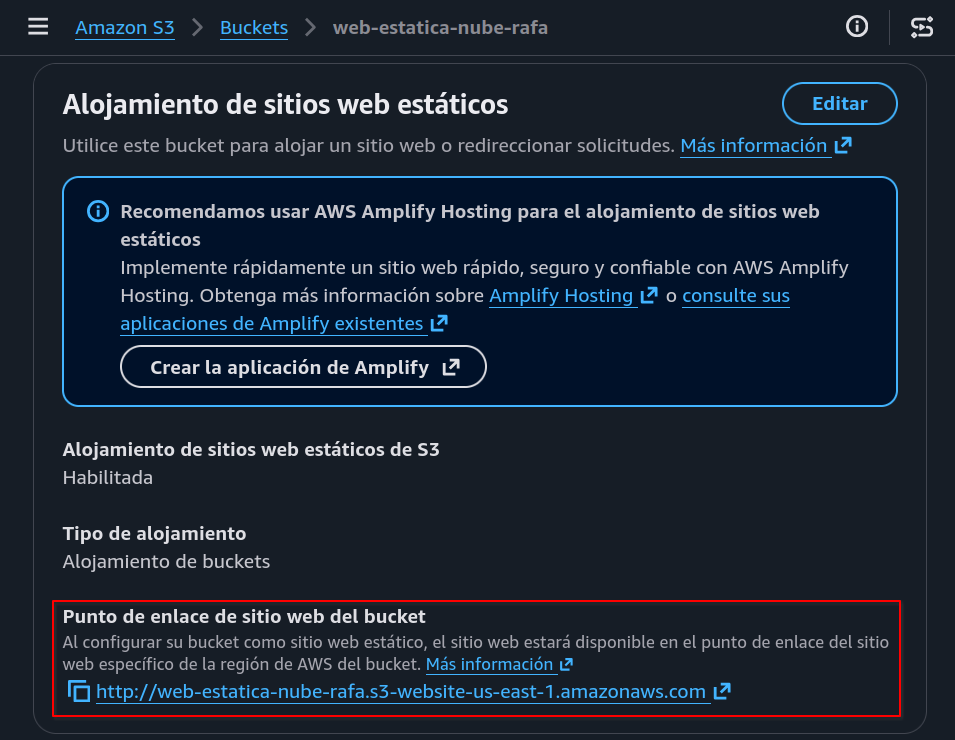 Amazon S3 > Buckets > web-estatica-nube-rafa
Alojamiento de sitios web estáticos
Editar
Utilice este bucket para alojar un sitio web o redireccionar solicitudes. Más información
Recomendamos usar AWS Amplify Hosting para el alojamiento de sitios web
estáticos
Implemente rápidamente un sitio web rápido, seguro y confiable con AWS Amplify
Hosting. Obtenga más información sobre Amplify Hosting o consulte sus
aplicaciones de Amplify existentes
Crear la aplicación de Amplify
Alojamiento de sitios web estáticos de S3
Habilitada
Tipo de alojamiento
Alojamiento de buckets
Punto de enlace de sitio web del bucket
Al configurar su bucket como sitio web estático, el sitio web estará disponible en el punto de enlace del sitio
web específico de la región de AWS del bucket. Más información
http://web-estatica-nube-rafa.s3-website-us-east-1.amazonaws.com